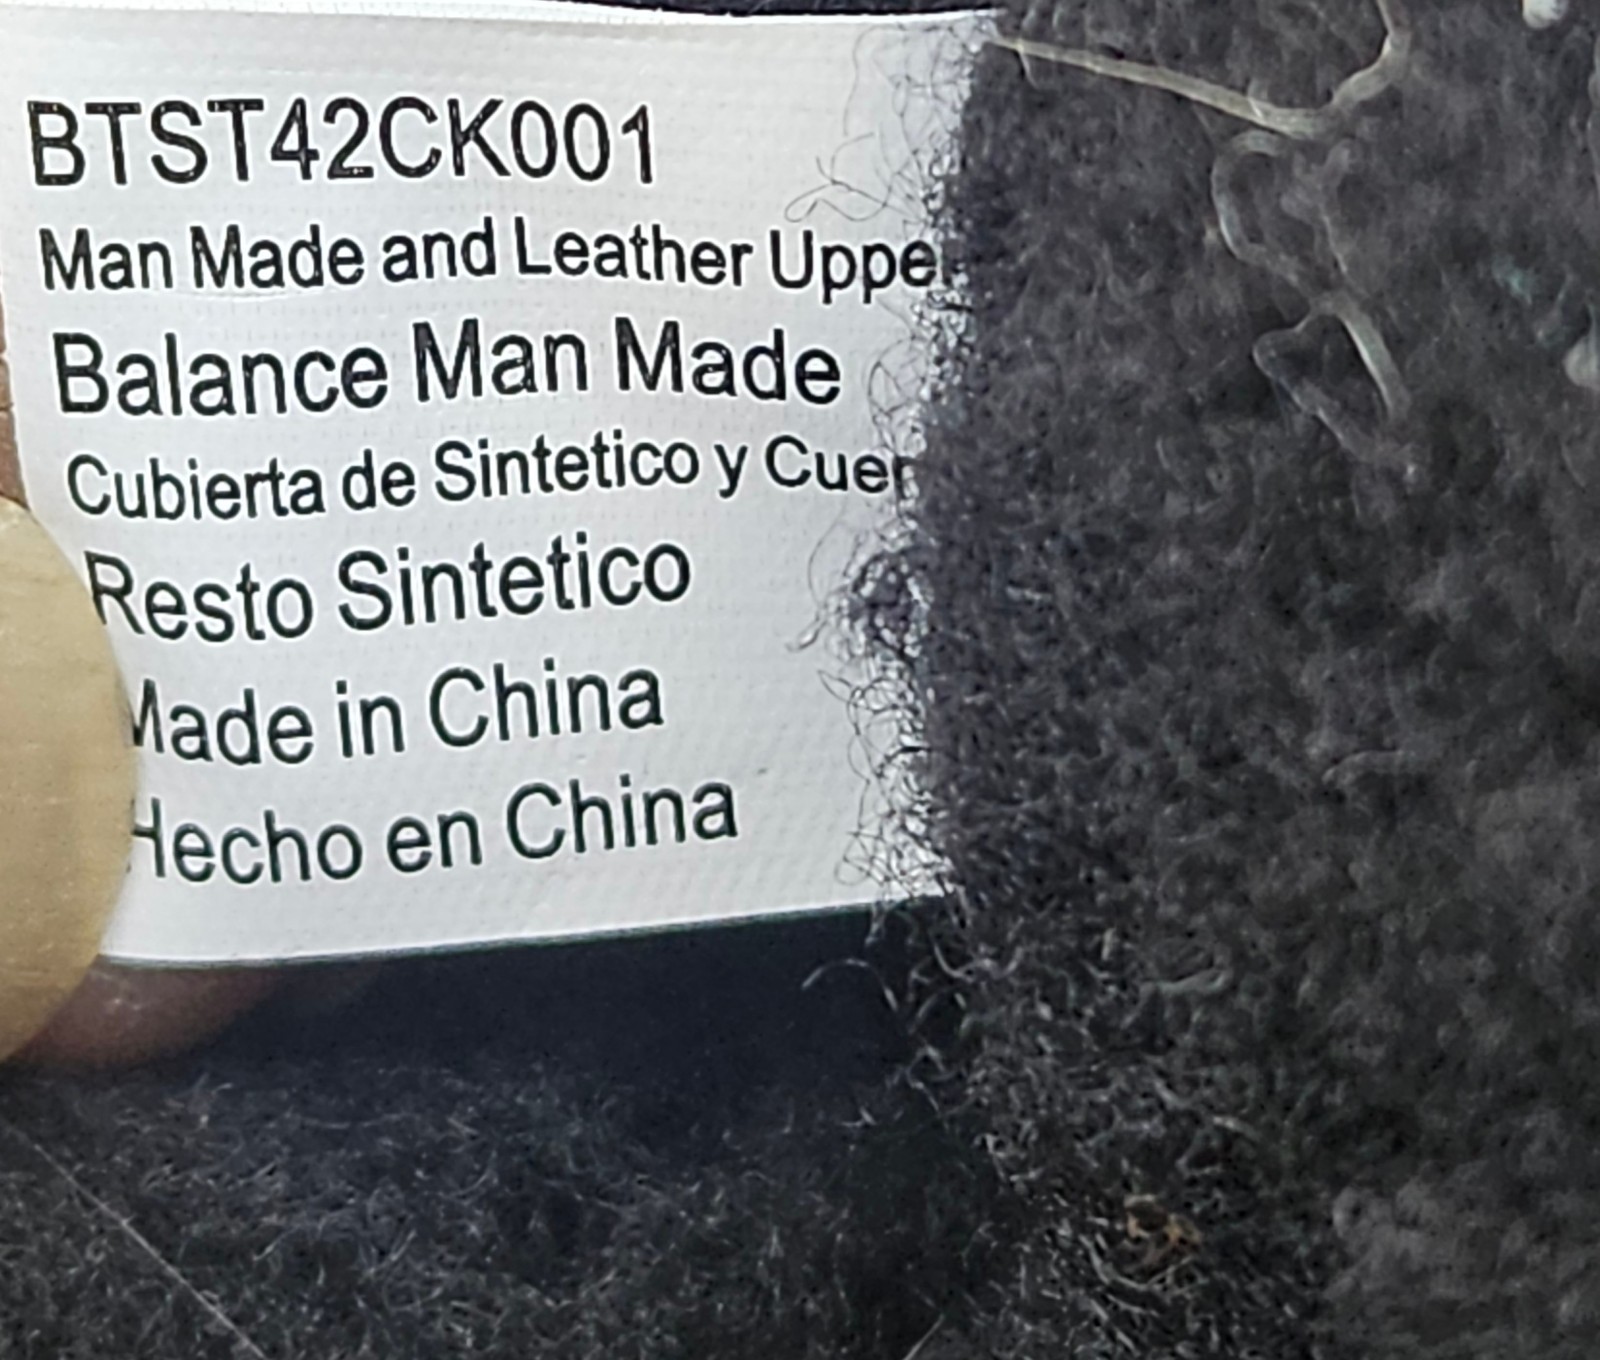 BTST42CK001
Man Made and Leather Uppe
Balance Man Made
Cubierta de Sintetico y Cuer
Resto Sintetico
Made in China
Hecho en China